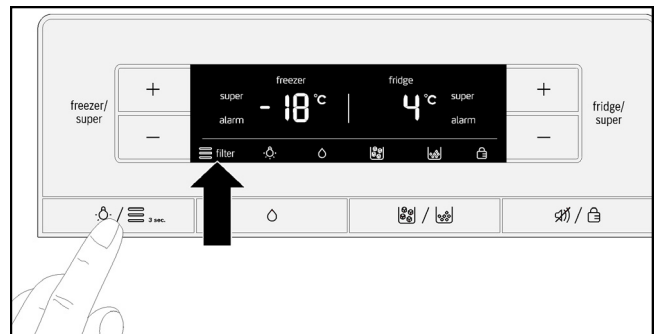 freezer/
super
+
−
freezer
fridge
super
super
- 18 °C
4 °C
alarm
alarm
filter
+
−
fridge/
super
/
3 sec.
/
/